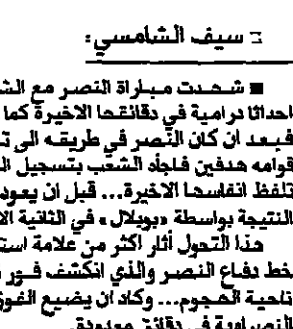 سيف الشامسي:
■ شهدت مباراة النصر مع الش
احداثا درامية في دقائقها الاخيرة كما
فبعد ان كان النصر في طريقه الى ت
قوامه هدفين فاجأ الشعب بتسجيل ال
تلفظ انفاسها الاخيرة... قبل ان يعود
النتيجة بواسطة «بوبلال» في الثانية الا
هذا التحول أثار اكثر من علامة است
خط دفاع النصر والذي انكشف فور
ناحية الهجوم... وكاد ان يضيع الفوز
النصراوية في دقائق معدودة.